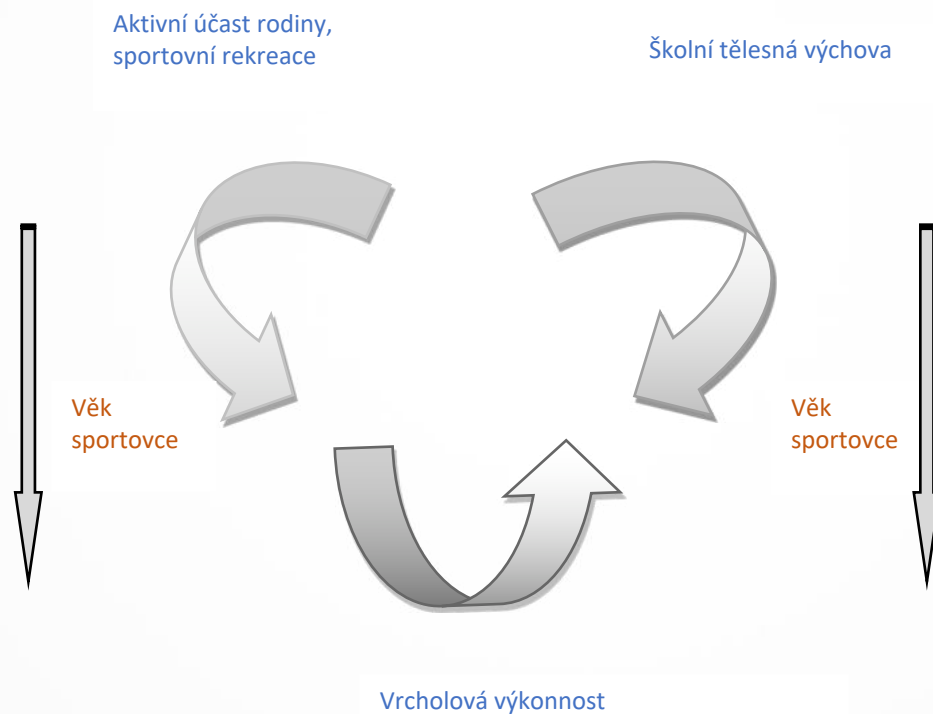 Aktivní účast rodiny,
sportovní rekreace
Školní tělesná výchova
Věk
sportovce
Věk
sportovce
Vrcholová výkonnost